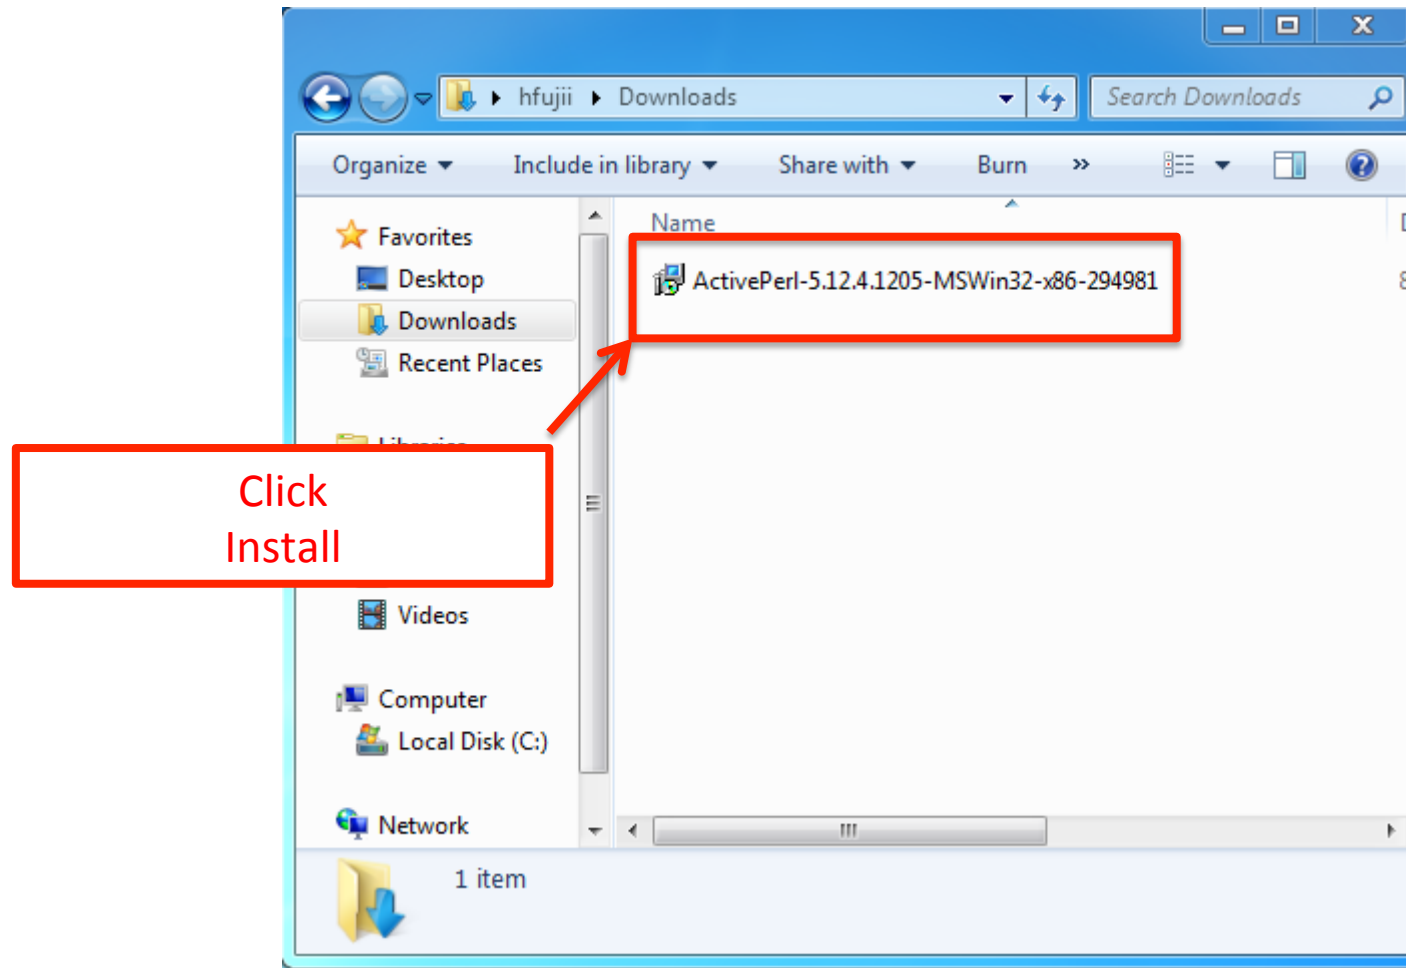 hfujii Downloads
Search Downloads
Organize Include in library Share with Burn »
Name
Favorites
Desktop
Downloads
Recent Places
ActivePerl-5.12.4.1205-MSWin32-x86-294981
Click
Install
Videos
Computer
Local Disk (C:)
Network
1 item